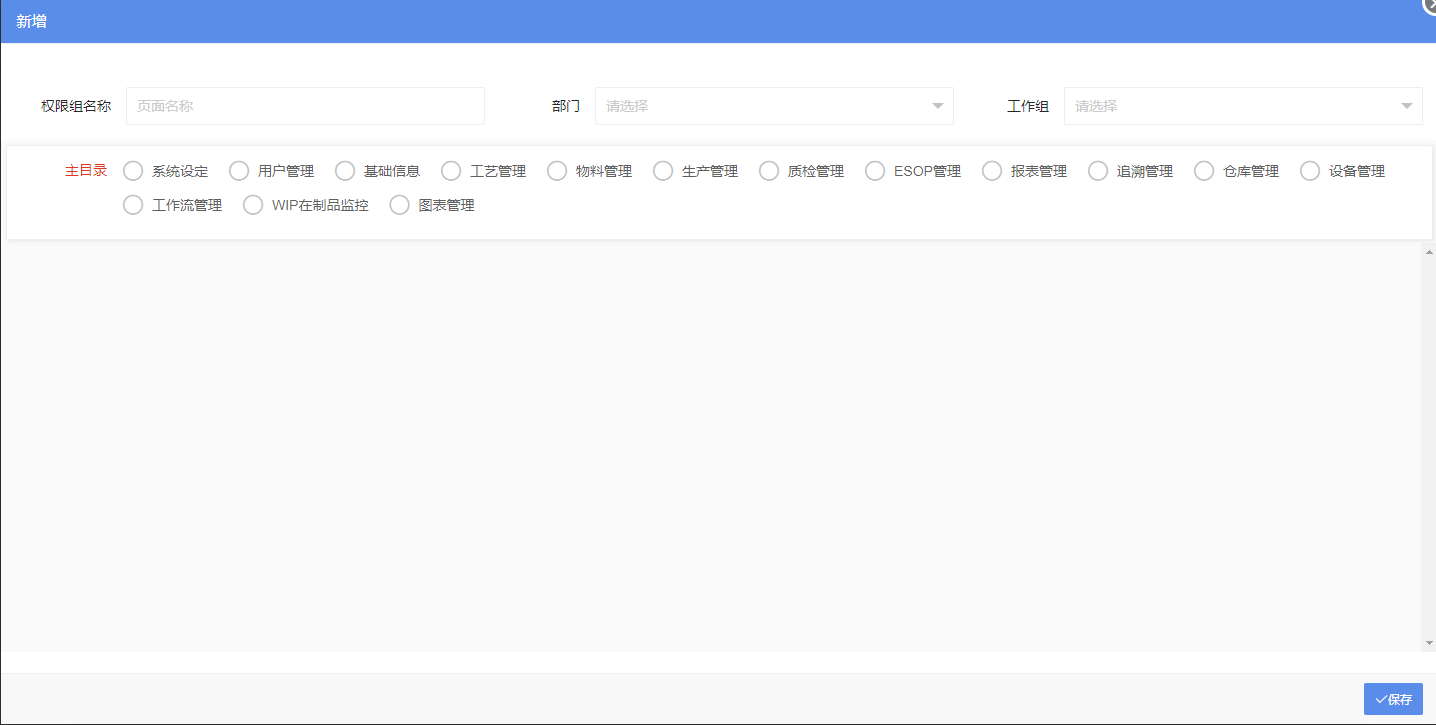 新增
权限组名称 页面名称 部门 请选择 工作组 请选择
主目录 系统设定 用户管理 基础信息 工艺管理 物料管理 生产管理 质检管理 ESOP管理 报表管理 追溯管理 仓库管理 设备管理
工作流管理 WIP在制品监控 图表管理
保存